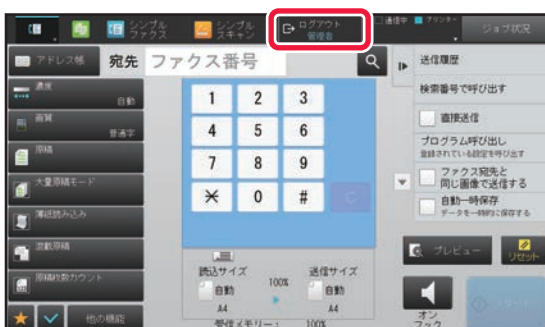 シンプル
ファクス
シンプル
スキャン
ログアウト
管理者
送信中
プリンター
ジョブ状況
アドレス帳
宛先
ファクス番号
濃度
自動
画質
普通字
原稿
大量原稿モード
薄紙読み込み
混載原稿
原稿枚数カウント
他の機能
1 2 3
4 5 6
7 8 9
0 #
C
読込サイズ
自動
A4
100%
送信サイズ
自動
A4
受信メモリー: 100%
送信履歴
検索番号で呼び出す
直接送信
プログラム呼び出し
登録されている設定を呼び出す
ファクス宛先と
同じ画像で送信する
自動一時保存
データを一時的に保存する
プレビュー
リセット
オン
フック
スタート